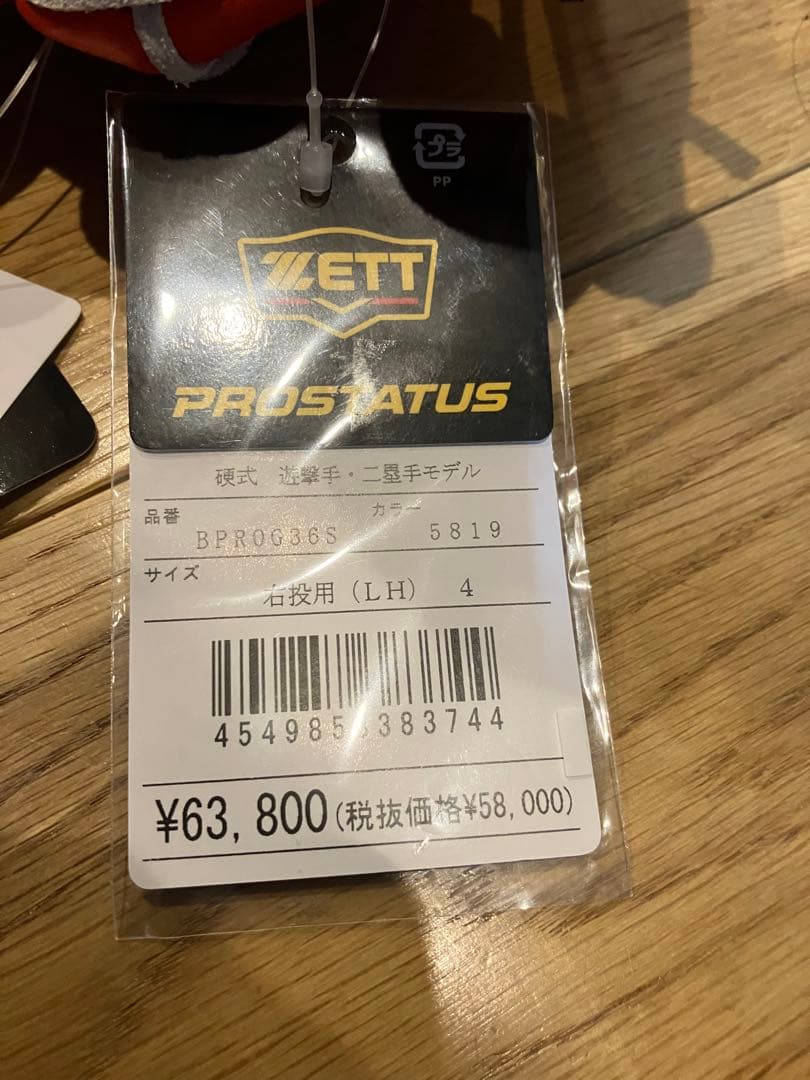 プラ
PP
ZETT
PROSTATUS
硬式 遊撃手・二塁手モデル
品番 カラー
BPROG36S 5819
サイズ
右投用(LH) 4
¥63,800(税抜価格¥58,000)